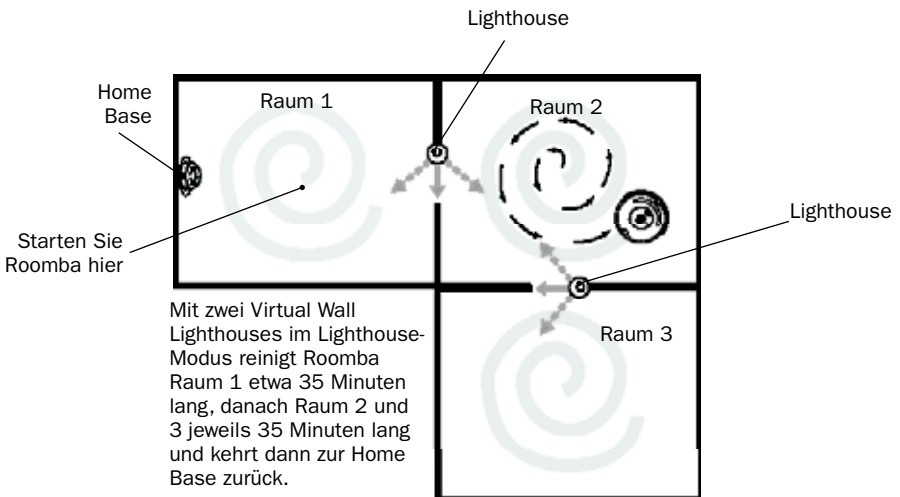 Lighthouse
Home
Base
Raum 1
Raum 2
Lighthouse
Starten Sie
Roomba hier
Mit zwei Virtual Wall
Lighthouses im Lighthouse-
Modus reinigt Roomba
Raum 1 etwa 35 Minuten
lang, danach Raum 2 und
3 jeweils 35 Minuten lang
und kehrt dann zur Home
Base zurück.
Raum 3